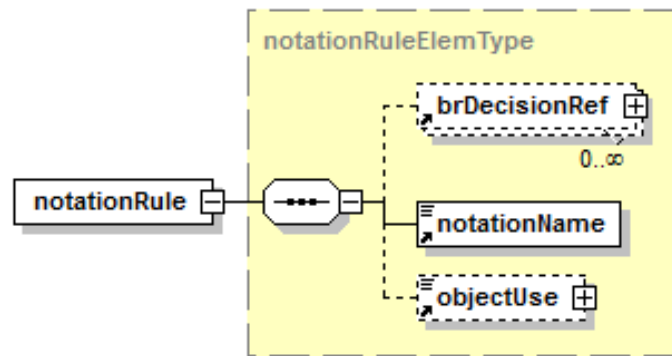 notationRuleElemType
brDecisionRef
0..∞
notationRule
notationName
objectUse